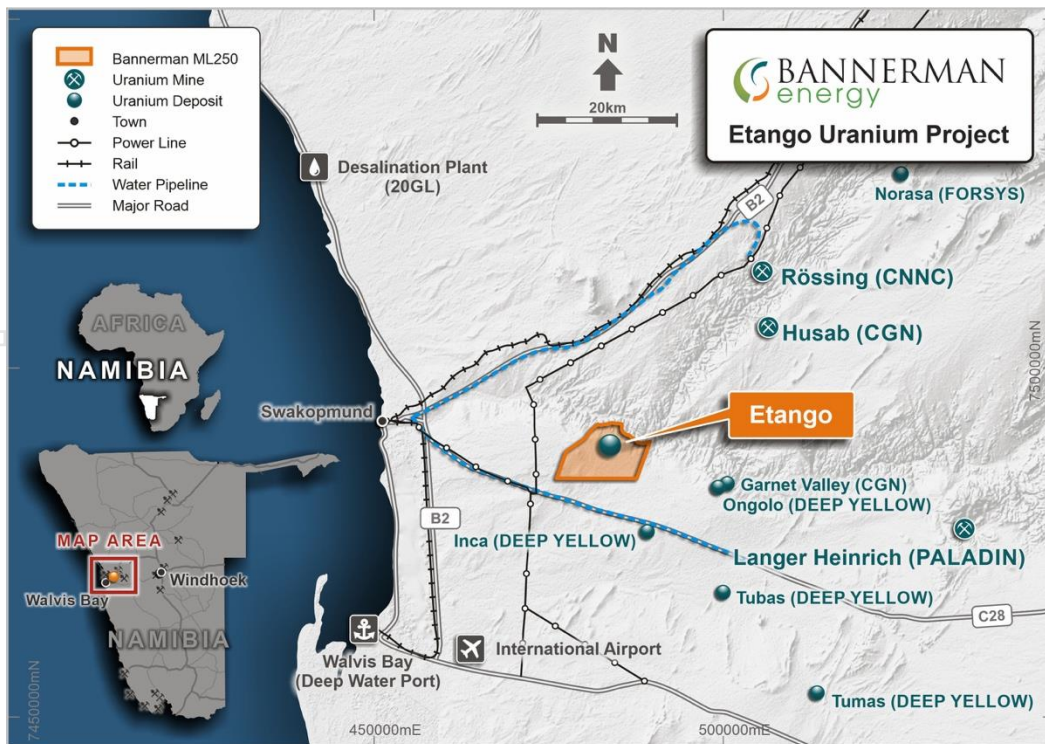 Bannerman ML250
Uranium Mine
Uranium Deposit
Town
Power Line
Rail
Water Pipeline
Major Road
N
20km
BANNERMAN
energy
Etango Uranium Project
Desalination Plant
(20GL)
B2
Norasa (FORSYS)
Rössing (CNNC)
Husab (CGN)
AFRICA
NAMIBIA
7500000mN
Swakopmund
Etango
Garnet Valley (CGN)
Ongolo (DEEP YELLOW)
B2
Inca (DEEP YELLOW)
Langer Heinrich (PALADIN)
MAP AREA
Windhoek
Walvis Bay
NAMIBIA
Tubas (DEEP YELLOW)
C28
Walvis Bay
(Deep Water Port)
International Airport
Tumas (DEEP YELLOW)
7450000mN
450000mE
500000mE